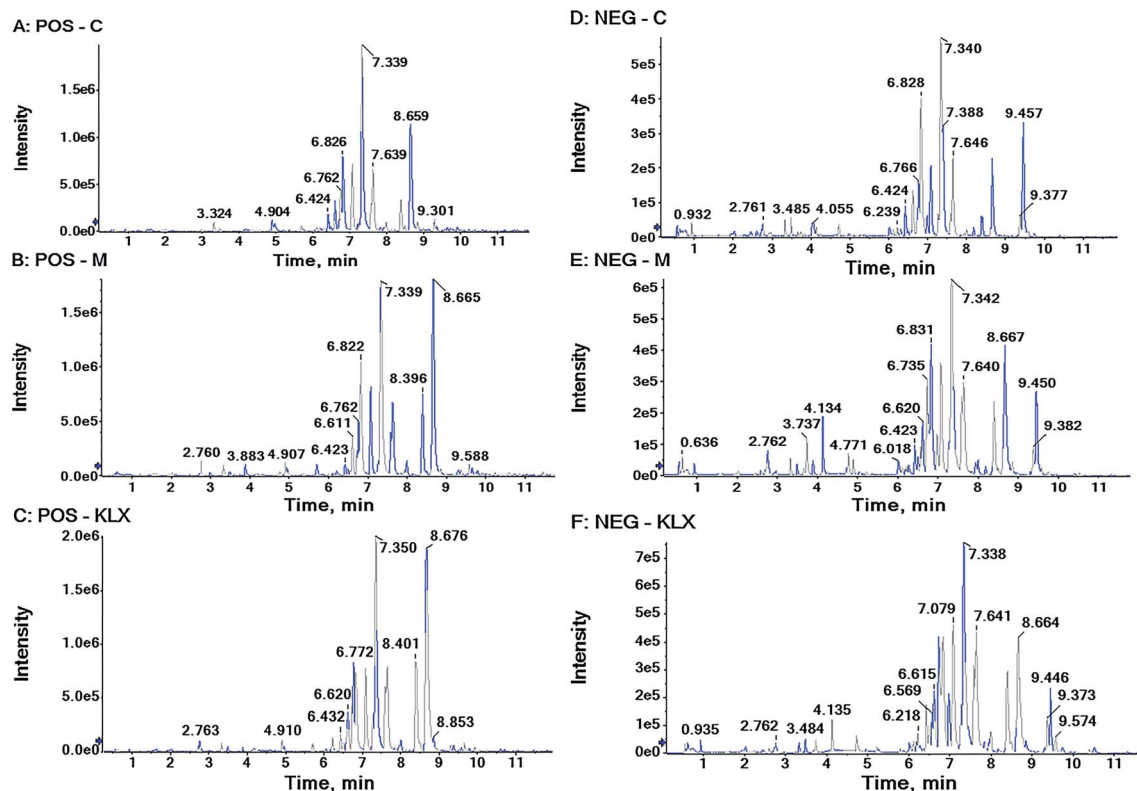 A: POS - C
Intensity
1.5e6
1.0e6
5.0e5
0.0e0
7.339
8.659
6.826
7.639
6.762
6.424
3.324
4.904
9.301
1 2 3 4 5 6 7 8 9 10 11
Time, min
B: POS - M
Intensity
1.5e6
1.0e6
5.0e5
0.0e0
7.339
8.665
6.822
8.396
6.762
6.611
6.423
2.760
3.883
4.907
9.588
1 2 3 4 5 6 7 8 9 10 11
Time, min
C: POS - KLX
Intensity
2.0e6
1.5e6
1.0e6
5.0e5
0.0e0
7.350
8.676
6.772
8.401
6.620
6.432
2.763
4.910
8.853
1 2 3 4 5 6 7 8 9 10 11
Time, min
D: NEG - C
Intensity
5e5
4e5
3e5
2e5
1e5
0e0
7.340
6.828
7.388
9.457
7.646
6.766
6.424
9.377
0.932
2.761
3.485
4.055
6.239
1 2 3 4 5 6 7 8 9 10 11
Time, min
E: NEG - M
Intensity
6e5
5e5
4e5
3e5
2e5
1e5
0e0
7.342
6.831
8.667
6.735
7.640
9.450
4.134
6.620
6.423
3.737
9.382
0.636
2.762
4.771
6.018
1 2 3 4 5 6 7 8 9 10 11
Time, min
F: NEG - KLX
Intensity
7e5
6e5
5e5
4e5
3e5
2e5
1e5
0e0
7.338
7.079
7.641
8.664
6.615
9.446
6.569
9.373
4.135
6.218
9.574
0.935
2.762
3.484
1 2 3 4 5 6 7 8 9 10 11
Time, min